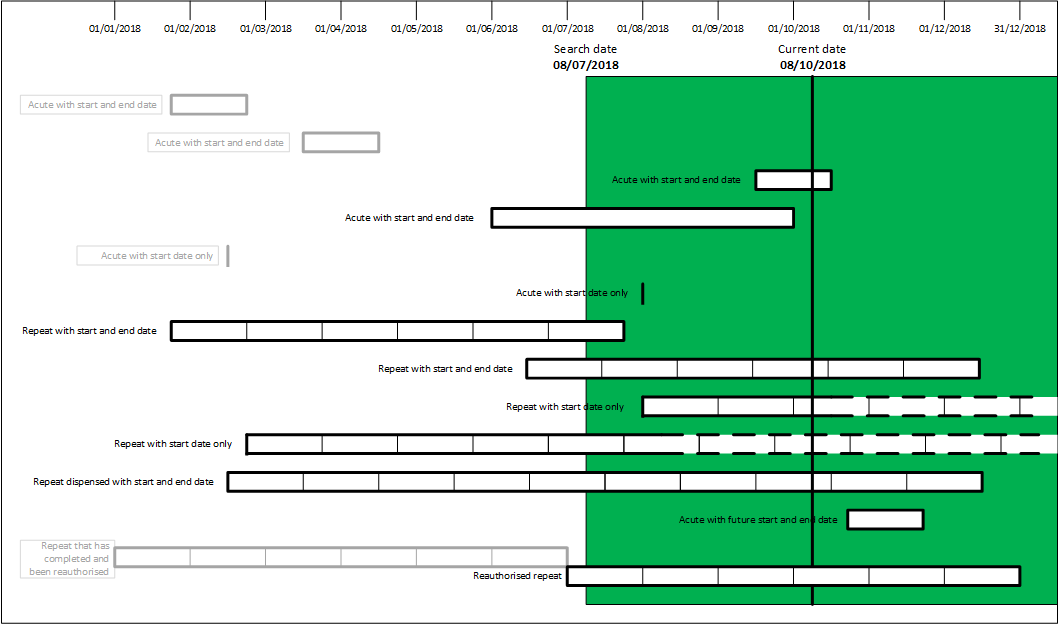 01/01/2018 01/02/2018 01/03/2018 01/04/2018 01/05/2018 01/06/2018 01/07/2018 01/08/2018 01/09/2018 01/10/2018 01/11/2018 01/12/2018 31/12/2018
Search date Current date
08/07/2018 08/10/2018
Acute with start and end date
Acute with start and end date
Acute with start and end date
Acute with start and end date
Acute with start date only
Acute with start date only
Repeat with start and end date
Repeat with start and end date
Repeat with start date only
Repeat with start date only
Repeat dispensed with start and end date
Acute with future start and end date
Repeat that has
completed and
been reauthorised
Reauthorised repeat